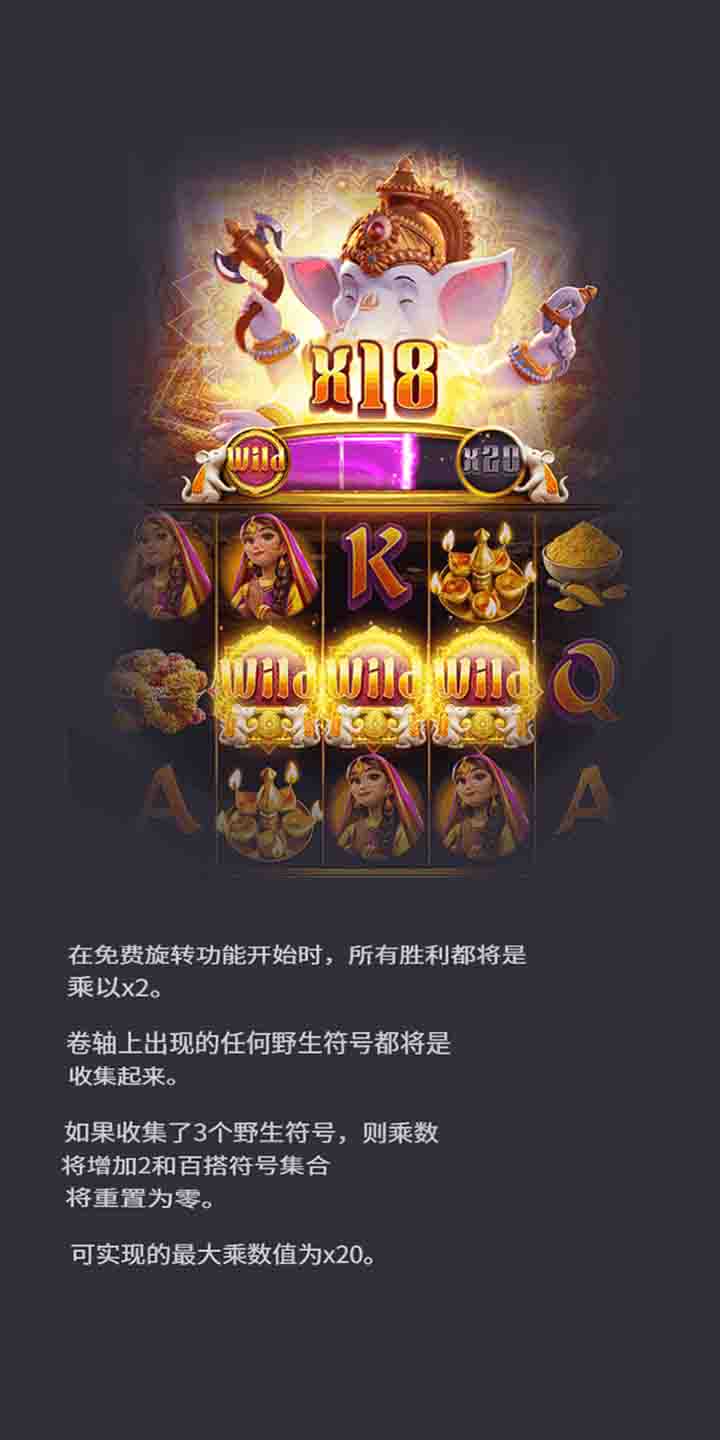 x18
Wild
x20
K
Wild Wild Wild
Q
A
A
在免费旋转功能开始时，所有胜利都将是
乘以x2。
卷轴上出现的任何野生符号都将是
收集起来。
如果收集了3个野生符号，则乘数
将增加2和百搭符号集合
将重置为零。
可实现的最大乘数值为x20。